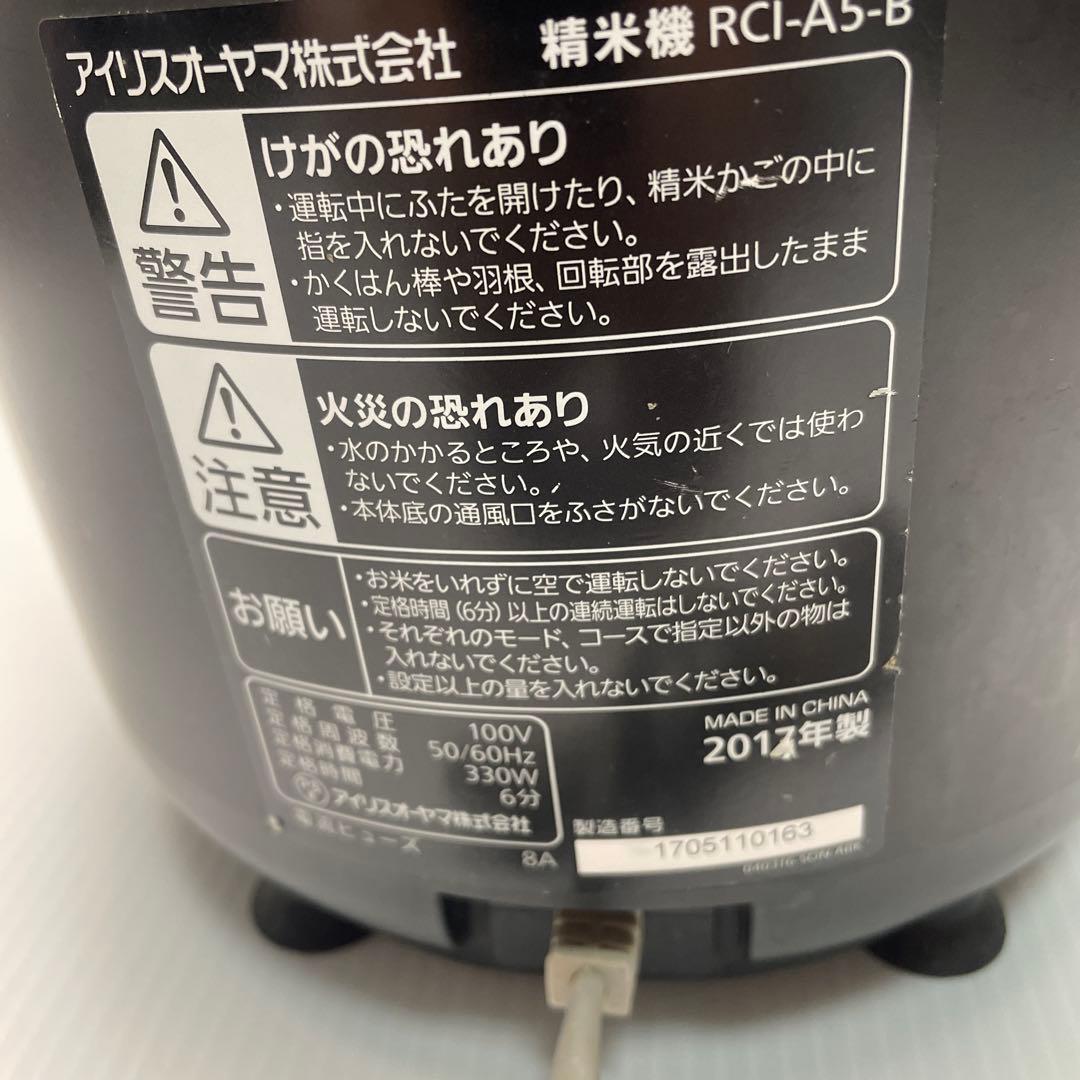 アイリスオーヤマ株式会社 精米機 RCI-A5-B
警告
けがの恐れあり
・運転中にふたを開けたり、精米かごの中に
指を入れないでください。
・かくはん棒や羽根、回転部を露出したまま
運転しないでください。
注意
火災の恐れあり
・水のかかるところや、火気の近くでは使わ
ないでください。
・本体底の通風口をふさがないでください。
お願い
・お米をいれずに空で運転しないでください。
・定格時間(6分)以上の連続運転はしないでください。
・それぞれのモード、コースで指定以外の物は
入れないでください。
・設定以上の量を入れないでください。
定格電圧 100V
定格周波数 50/60Hz
定格消費電力 330W
定格時間 6分
アイリスオーヤマ株式会社
電流ヒューズ 8A
MADE IN CHINA
2017年製
製造番号
1705110163